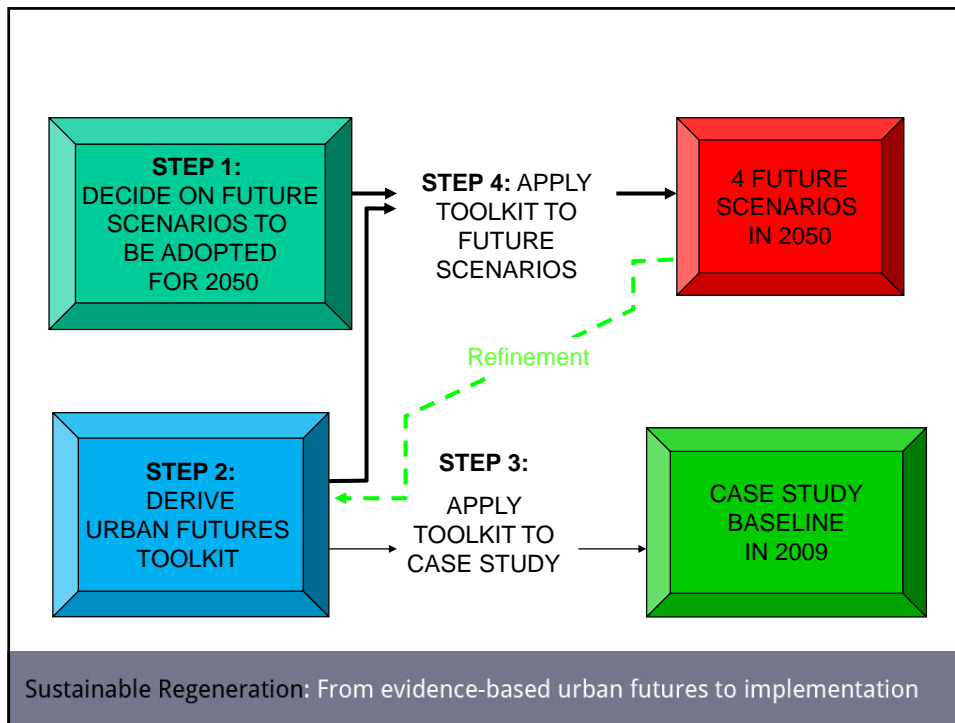 STEP 1:
DECIDE ON FUTURE
SCENARIOS TO
BE ADOPTED
FOR 2050
STEP 4: APPLY
TOOLKIT TO
FUTURE
SCENARIOS
4 FUTURE
SCENARIOS
IN 2050
Refinement
STEP 2:
DERIVE
URBAN FUTURES
TOOLKIT
STEP 3:
APPLY
TOOLKIT TO
CASE STUDY
CASE STUDY
BASELINE
IN 2009
Sustainable Regeneration: From evidence-based urban futures to implementation